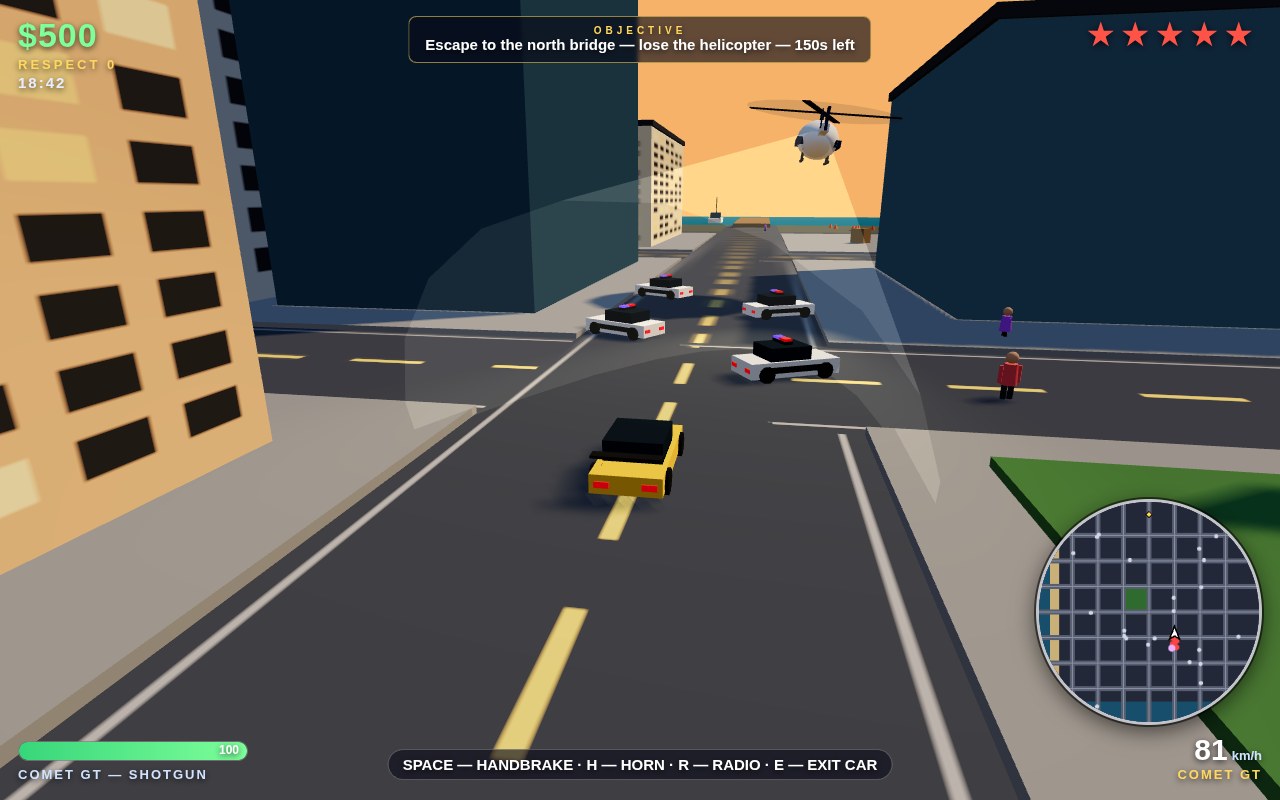 $500
RESPECT 0
18:42
OBJECTIVE
Escape to the north bridge — lose the helicopter — 150s left
100
COMET GT — SHOTGUN
SPACE — HANDBRAKE · H — HORN · R — RADIO · E — EXIT CAR
81 km/h
COMET GT